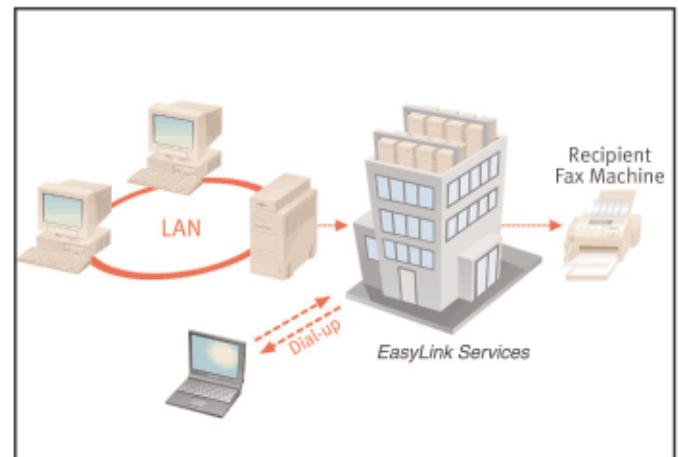 LAN
Recipient
Fax Machine
Dial-up
EasyLink Services